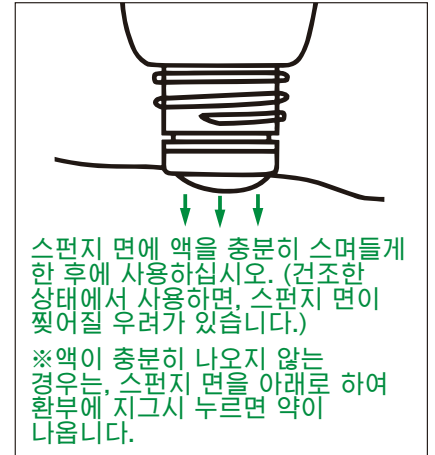 스펀지 면에 액을 충분히 스며들게
한 후에 사용하십시오. (건조한
상태에서 사용하면, 스펀지 면이
찢어질 우려가 있습니다.)
※액이 충분히 나오지 않는
경우는, 스펀지 면을 아래로 하여
환부에 지그시 누르면 약이
나옵니다.